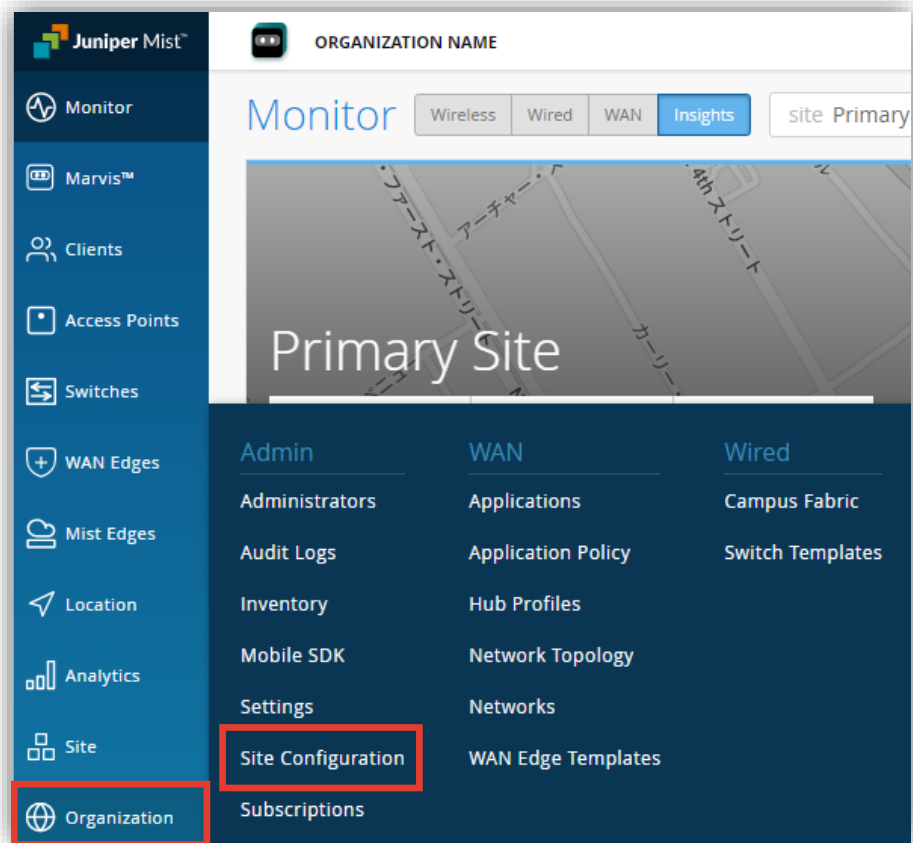 Juniper Mist™
ORGANIZATION NAME
Monitor
Marvis™
Clients
Access Points
Switches
WAN Edges
Mist Edges
Location
Analytics
Site
Organization
Monitor
Wireless
Wired
WAN
Insights
site Primary
ファースト・ストリート
アーチャー・
4th ストリート
カーリー
Primary Site
Admin
Administrators
Audit Logs
Inventory
Mobile SDK
Settings
Site Configuration
Subscriptions
WAN
Applications
Application Policy
Hub Profiles
Network Topology
Networks
WAN Edge Templates
Wired
Campus Fabric
Switch Templates